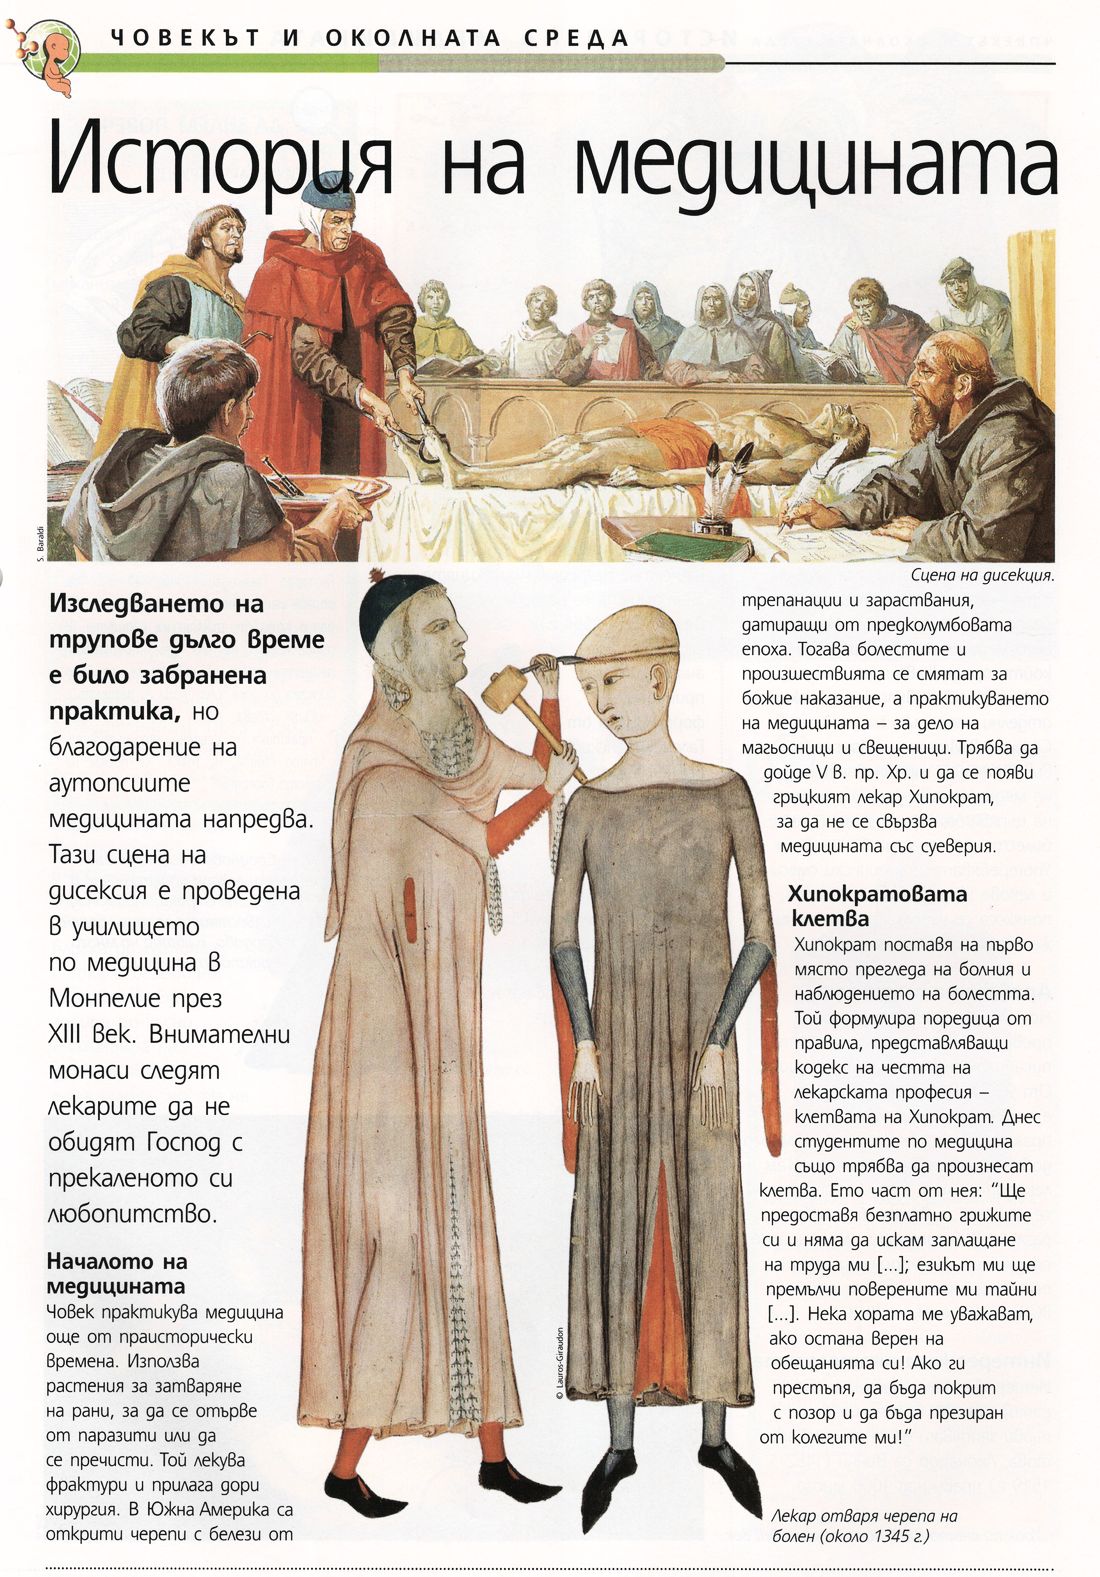 ЧОВЕКЪТ И ОКОЛНАТА СРЕДА
История на медицината
S. Baraldi
Сцена на дисекция.
Изследването на
трупове дълго време
е било забранена
практика, но
благодарение на
аутопсиите
медицината напредва.
Тази сцена на
дисексия е проведена
в училището
по медицина в
Монпелие през
XIII век. Внимателни
монаси следят
лекарите да не
обидят Господ с
прекаленото си
любопитство.
Началото на
медицината
Човек практикува медицина
още от праисторически
времена. Използва
растения за затваряне
на рани, за да се отърве
от паразити или да
се пречисти. Той лекува
фрактури и прилага дори
хирургия. В Южна Америка са
открити черепи с белези от
трепанации и зараствания,
датиращи от предколумбовата
епоха. Тогава болестите и
произшествията се смятат за
божие наказание, а практикуването
на медицината – за дело на
магьосници и свещеници. Трябва да
дойде V в. пр. Хр. и да се появи
гръцкият лекар Хипократ,
за да не се свързва
медицината със суеверия.
Хипократовата
клетва
Хипократ поставя на първо
място прегледа на болния и
наблюдението на болестта.
Той формулира поредица от
правила, представляващи
кодекс на честта на
лекарската професия –
клетвата на Хипократ. Днес
студентите по медицина
също трябва да произнесат
клетва. Ето част от нея: “Ще
предоставя безплатно грижите
си и няма да искам заплащане
на труда ми [...]; езикът ми ще
премълчи поверените ми тайни
[...]. Нека хората ме уважават,
ако остана верен на
обещанията си! Ако ги
престъпя, да бъда покрит
с позор и да бъда презиран
от колегите ми!”
© Lauros-Giraudon
Лекар отваря черепа на
болен (около 1345 г.)